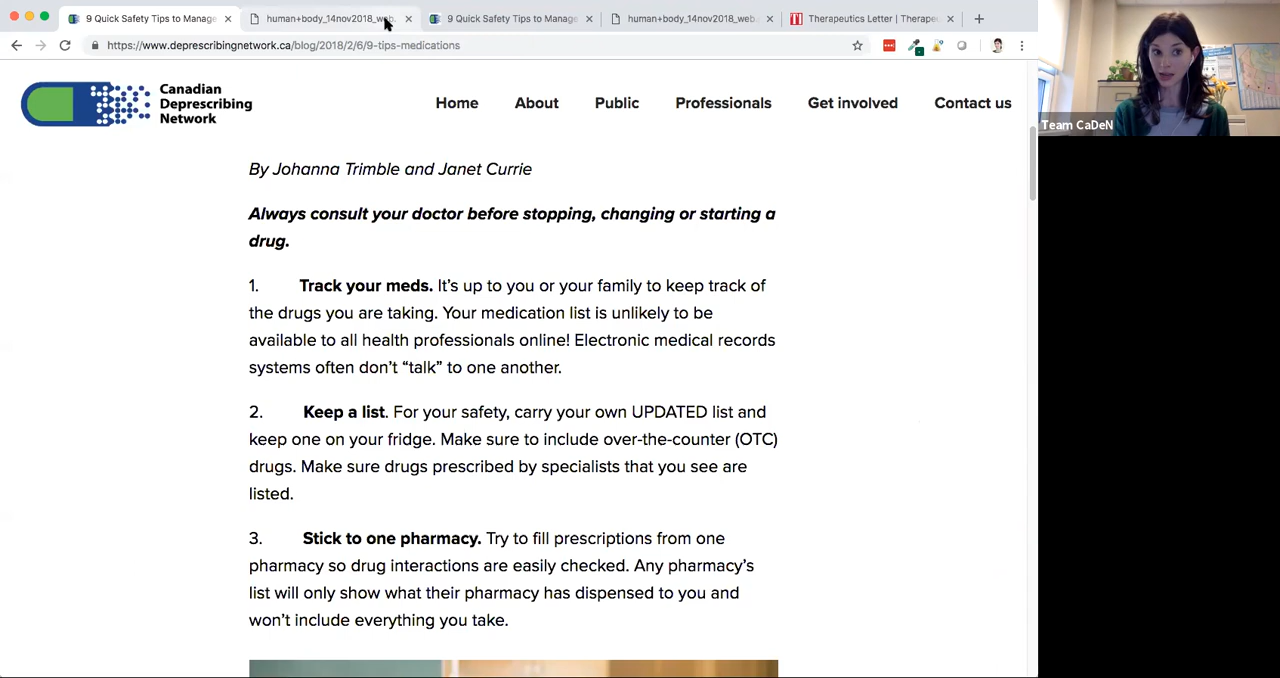 9 Quick Safety Tips to Manage
human+body_14nov2018_web.
9 Quick Safety Tips to Manage
human+body_14nov2018_web.
Therapeutics Letter | Therapeu
https://www.deprescribingnetwork.ca/blog/2018/2/6/9-tips-medications
Canadian
Deprescribing
Network
Home About Public Professionals Get involved Contact us
Team CaDeN
By Johanna Trimble and Janet Currie
Always consult your doctor before stopping, changing or starting a
drug.
1. Track your meds. It’s up to you or your family to keep track of
the drugs you are taking. Your medication list is unlikely to be
available to all health professionals online! Electronic medical records
systems often don’t “talk” to one another.
2. Keep a list. For your safety, carry your own UPDATED list and
keep one on your fridge. Make sure to include over-the-counter (OTC)
drugs. Make sure drugs prescribed by specialists that you see are
listed.
3. Stick to one pharmacy. Try to fill prescriptions from one
pharmacy so drug interactions are easily checked. Any pharmacy’s
list will only show what their pharmacy has dispensed to you and
won’t include everything you take.